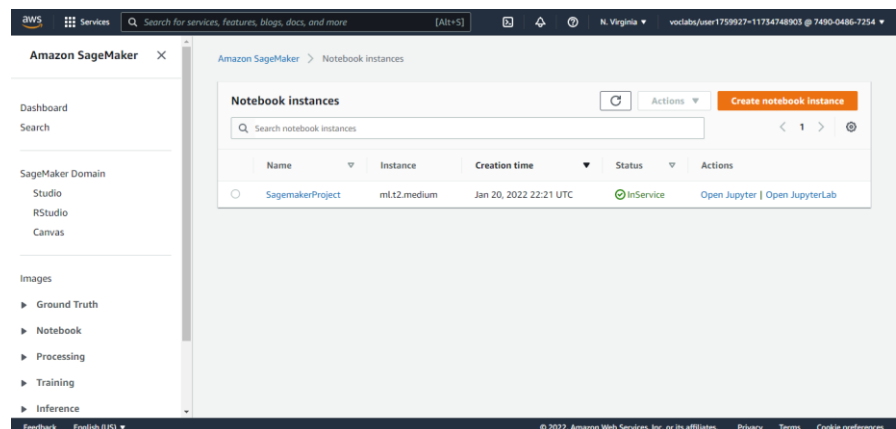 aws Services Search for services, features, blogs, docs, and more [Alt+S] N. Virginia ▼ voclabs/user1759927=11734748903 @ 7490-0486-7254 ▼
Amazon SageMaker ×
Dashboard
Search
SageMaker Domain
Studio
RStudio
Canvas
Images
Ground Truth
Notebook
Processing
Training
Inference
Amazon SageMaker > Notebook instances
Notebook instances Actions ▼ Create notebook instance
Search notebook instances < 1 >
Name Instance Creation time ▼ Status Actions
SagemakerProject ml.t2.medium Jan 20, 2022 22:21 UTC InService Open Jupyter | Open JupyterLab
Feedback English (US) ▼ © 2022, Amazon Web Services, Inc. or its affiliates. Privacy Terms Cookie preferences